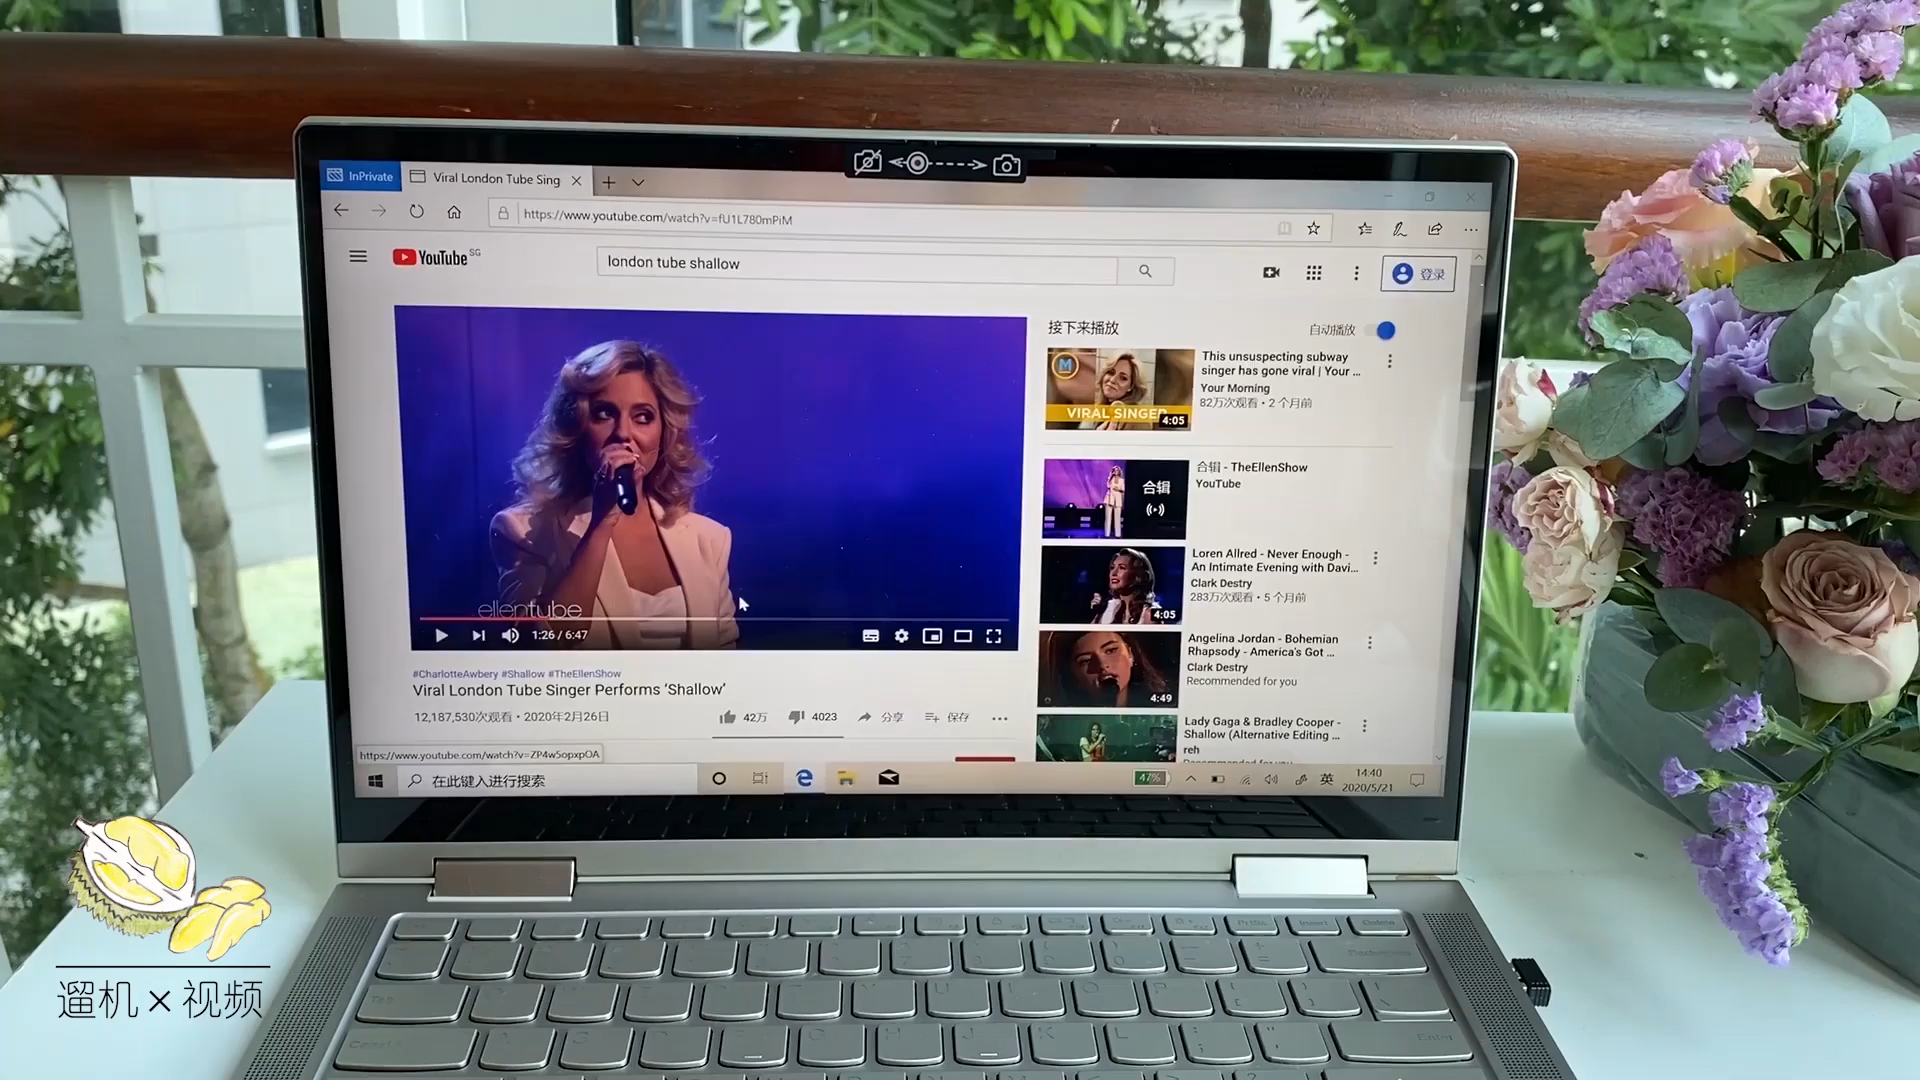 InPrivate
Viral London Tube Sing
https://www.youtube.com/watch?v=fU1L780mPiM
YouTube SG
london tube shallow
登录
ellentube
1:26 / 6:47
#CharlotteAwbery #Shallow #TheEllenShow
Viral London Tube Singer Performs ‘Shallow’
12,187,530次观看 • 2020年2月26日
42万
4023
分享
保存
https://www.youtube.com/watch?v=ZP4w5opxpOA
接下来播放
自动播放
M
VIRAL SINGER
4:05
This unsuspecting subway
singer has gone viral | Your ...
Your Morning
82万次观看 • 2 个月前
合辑
合辑 - TheEllenShow
YouTube
4:05
Loren Allred - Never Enough -
An Intimate Evening with Davi...
Clark Destry
283万次观看 • 5 个月前
4:49
Angelina Jordan - Bohemian
Rhapsody - America's Got ...
Clark Destry
Recommended for you
Lady Gaga & Bradley Cooper -
Shallow (Alternative Editing ...
reh
Recommended for you
在此键入进行搜索
47%
英
14:40
2020/5/21
遛机×视频